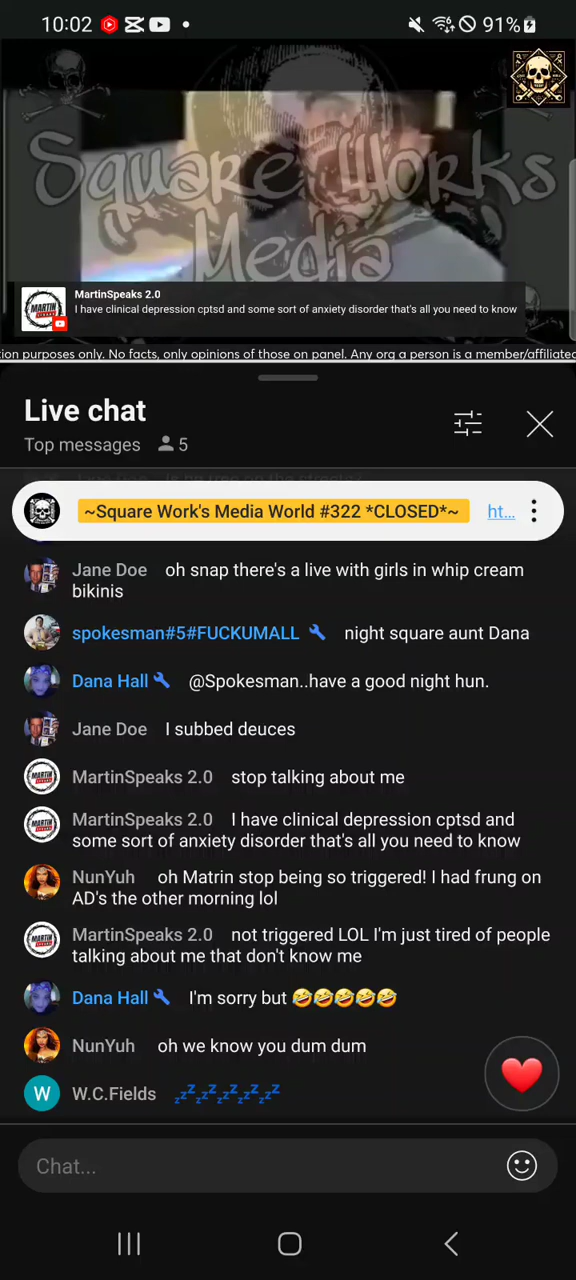 10:02
91%
Square Works
Media
MARTIN
MartinSpeaks 2.0
I have clinical depression cptsd and some sort of anxiety disorder that's all you need to know
ion purposes only. No facts, only opinions of those on panel. Any org a person is a member/affiliated
Live chat
Top messages 5
~Square Work's Media World #322 *CLOSED*~ ht...
Jane Doe oh snap there's a live with girls in whip cream
bikinis
spokesman#5#FUCKUMALL night square aunt Dana
Dana Hall @Spokesman..have a good night hun.
Jane Doe I subbed deuces
MartinSpeaks 2.0 stop talking about me
MartinSpeaks 2.0 I have clinical depression cptsd and
some sort of anxiety disorder that's all you need to know
NunYuh oh Matrin stop being so triggered! I had frung on
AD's the other morning lol
MartinSpeaks 2.0 not triggered LOL I'm just tired of people
talking about me that don't know me
Dana Hall I'm sorry but 🤣🤣🤣🤣🤣
NunYuh oh we know you dum dum
W W.C.Fields 💤💤💤💤💤
Chat...